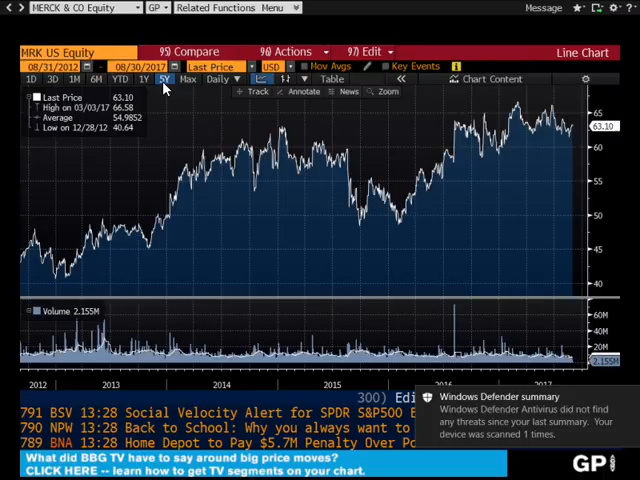 MERCK & CO Equity GP Related Functions Menu Message
MRK US Equity 95) Compare 96) Actions 97) Edit Line Chart
08/31/2012 08/30/2017 Last Price USD Mov Avgs Key Events
1D 3D 1M 6M YTD 1Y 5Y Max Daily Table Chart Content
Track Annotate News Zoom
Last Price 63.10
High on 03/03/17 66.58
Average 54.9852
Low on 12/28/12 40.64
65
63.10
60
55
50
45
40
Volume 2.155M
60M
40M
20M
2.155M
2012 2013 2014 2015 2016 2017
300) Edi
Windows Defender summary
Windows Defender Antivirus did not find
any threats since your last summary. Your
device was scanned 1 times.
791 BSV 13:28 Social Velocity Alert for SPDR S&P500 E
790 NPW 13:28 Back to School: Why you always want to
789 BNA 13:28 Home Depot to Pay $5.7M Penalty Over Po
What did BBG TV have to say around big price moves?
CLICK HERE -- learn how to get TV segments on your chart.
GP